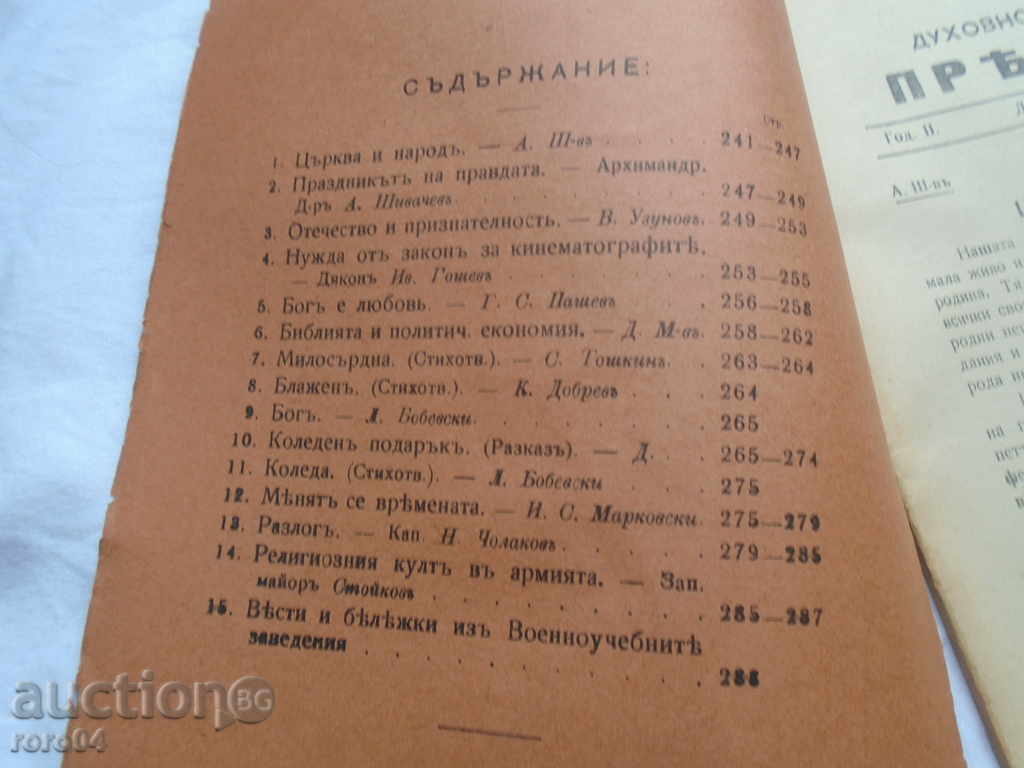 СЪДЪРЖАНИЕ:
Стр.
1. Църква и народъ. — А. Ш-въ . . . . 241—247
2. Праздникътъ на правдата. — Архимандр.
Д-ръ А. Шивачев . . . . . . . 247—249
3. Отечество и признателность. — В. Узуновъ. 249—253
4. Нужда отъ законъ за кинематографитѣ.
— Дяконъ Ив. Гошевъ . . . . . . 253—255
5. Богъ е любовь. — Г. С. Пашевъ . . 256—258
6. Библията и политич. економия. — Д. М-въ. 258—262
7. Милосърдна. (Стихотв.). — С. Тошкинъ. 263—264
8. Блаженъ. (Стихотв.). — К. Добревъ . . . 264
9. Богъ. — Л. Бобевски. . . . . . . 265
10. Коледенъ подаръкъ. (Разказъ). — Д. . . 265—274
11. Коледа. (Стихотв.). — Л. Бобевски . . 275
12. Мѣнятъ се врѣмената. — И. С. Марковски. 275—279
13. Разлогъ. — Кап. Н. Чолаковъ. . . . . 279—285
14. Религиозния култъ въ армията. — Зап.
майоръ Стойковъ . . . . . . . . 285—287
15. Вѣсти и бѣлѣжки изъ Военноучебнитѣ
заведения . . . . . . . . . 288
ДУХОВНО
ПРѢ
Год. II.
А. Ш-въ
Нашата
мала живо и
родина. Тя
всички сво
родни исп
дания и
рода н
на
auction BG
roro04